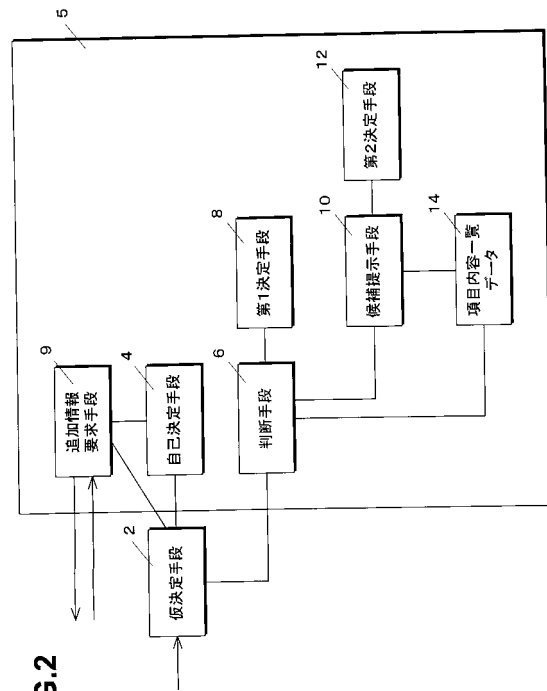 G.2
5
9
追加情報
要求手段
4
自己決定手段
2
仮決定手段
6
判断手段
8
第1決定手段
10
候補提示手段
12
第2決定手段
14
項目内容一覧
データ